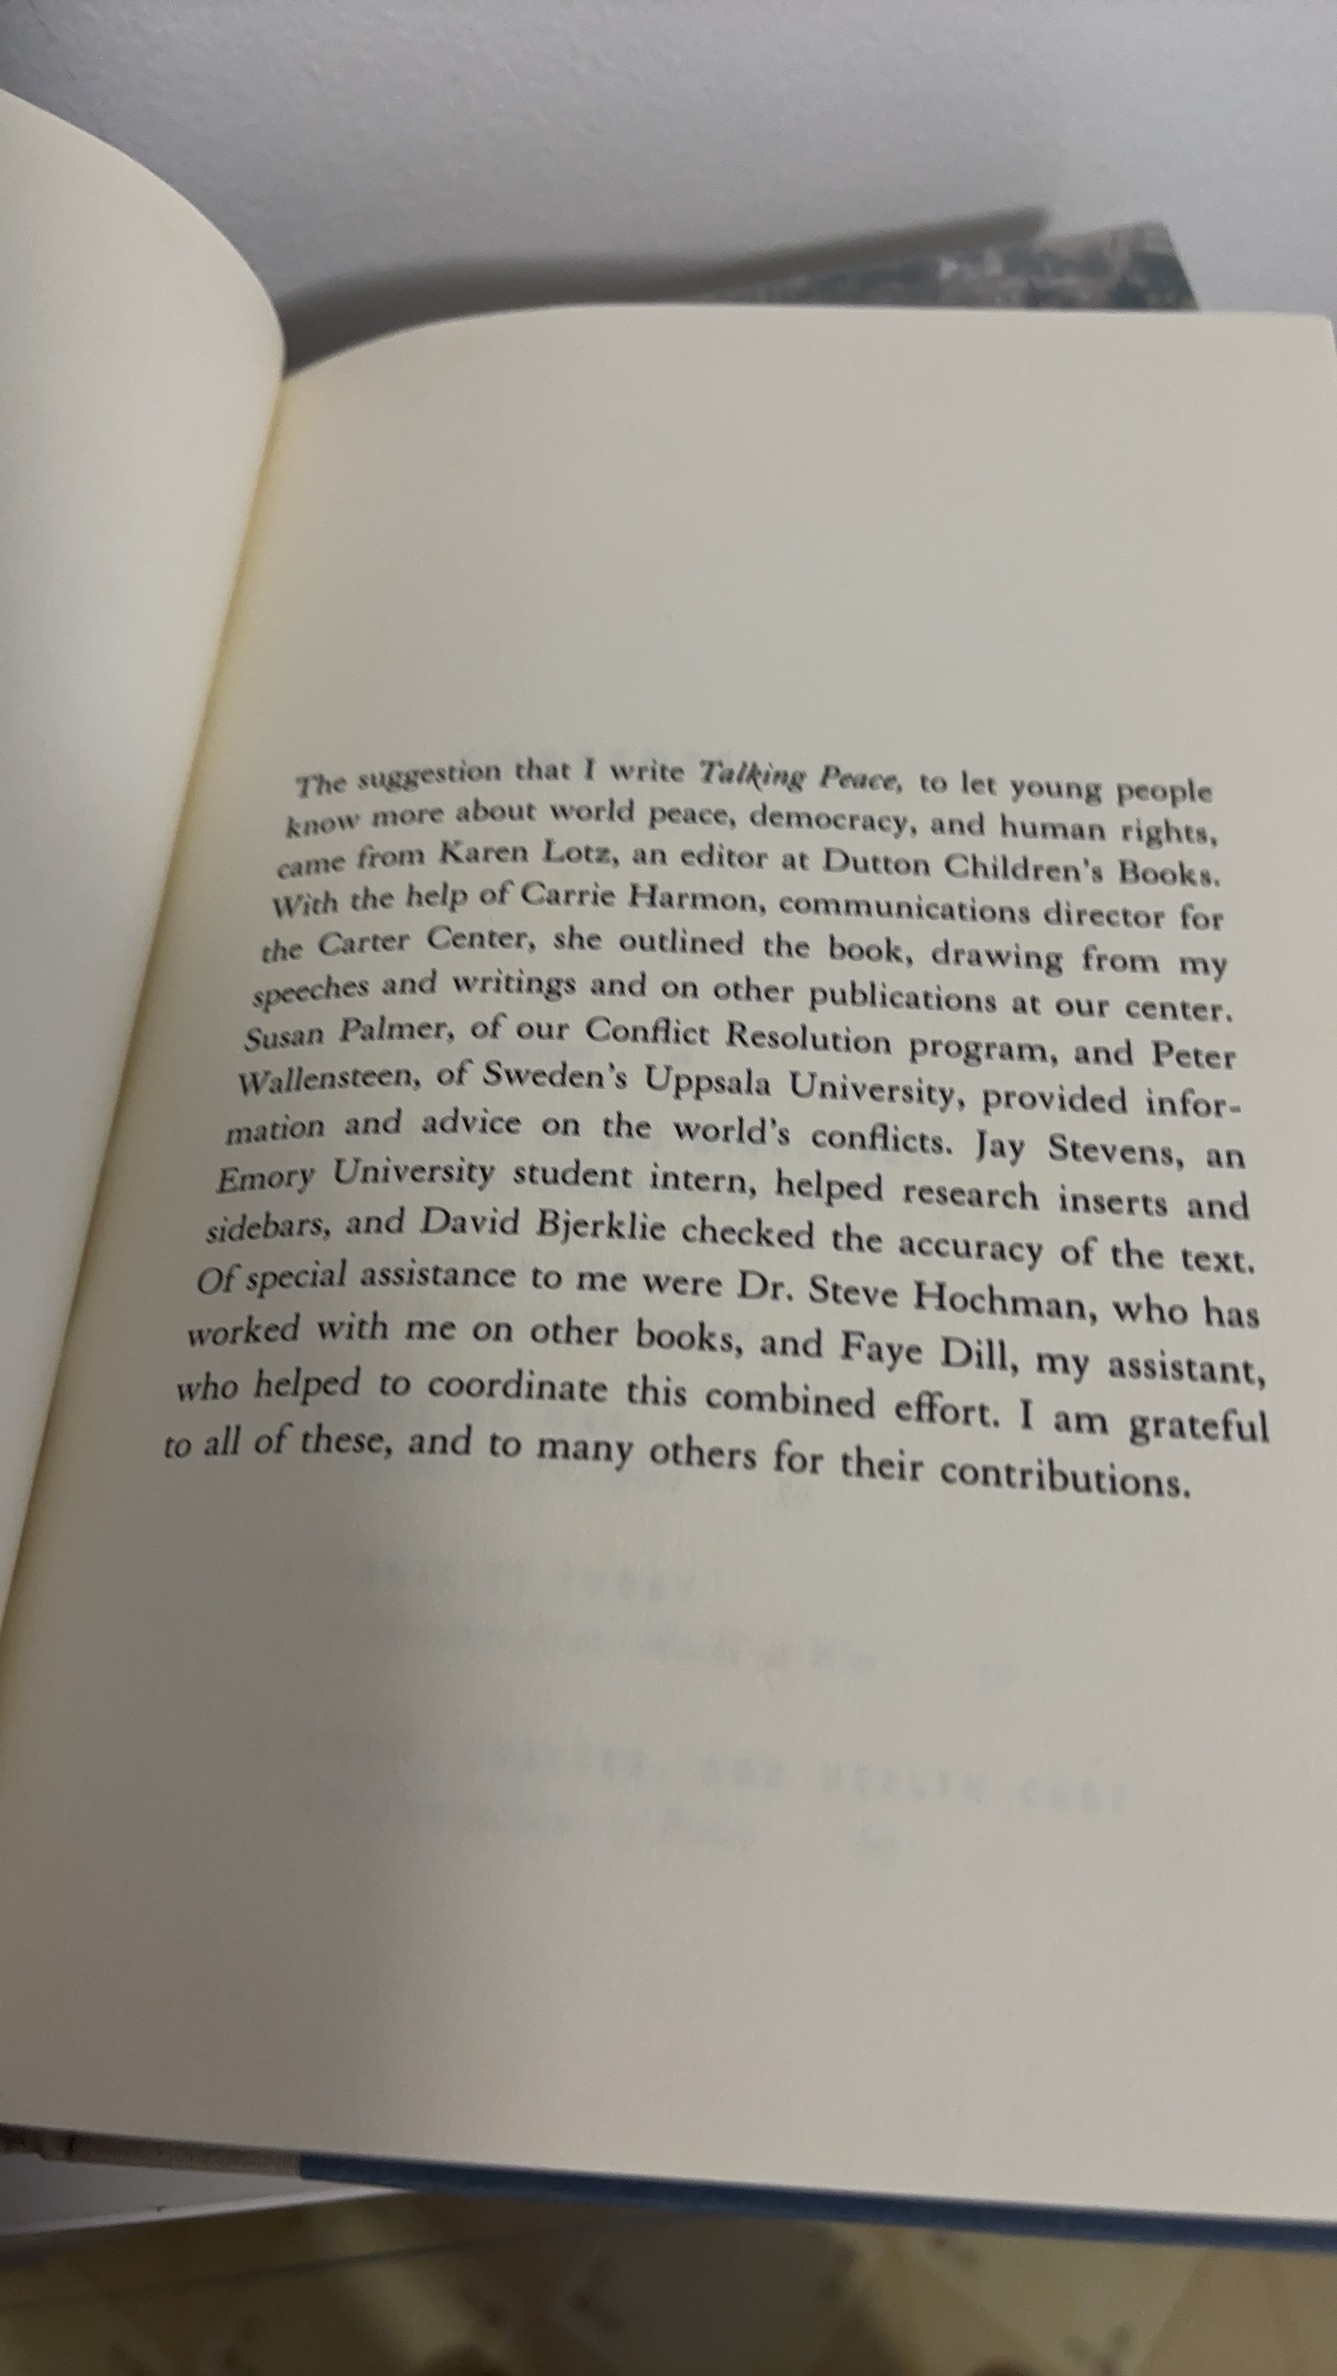 The suggestion that I write Talking Peace, to let young people
know more about world peace, democracy, and human rights,
came from Karen Lotz, an editor at Dutton Children's Books.
With the help of Carrie Harmon, communications director for
the Carter Center, she outlined the book, drawing from my
speeches and writings and on other publications at our center.
Susan Palmer, of our Conflict Resolution program, and Peter
Wallensteen, of Sweden's Uppsala University, provided infor-
mation and advice on the world's conflicts. Jay Stevens, an
Emory University student intern, helped research inserts and
sidebars, and David Bjerklie checked the accuracy of the text.
Of special assistance to me were Dr. Steve Hochman, who has
worked with me on other books, and Faye Dill, my assistant,
who helped to coordinate this combined effort. I am grateful
to all of these, and to many others for their contributions.